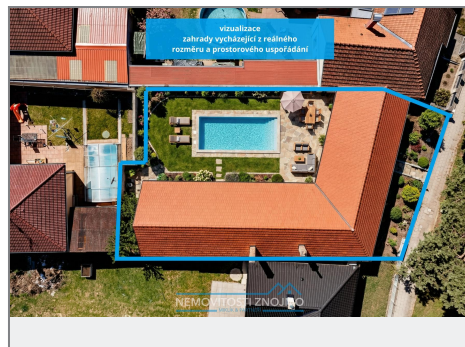 vizualizace
zahrady vycházející z reálného
rozměru a prostorového uspořádání
NEMOVITOSTI ZNOJMO